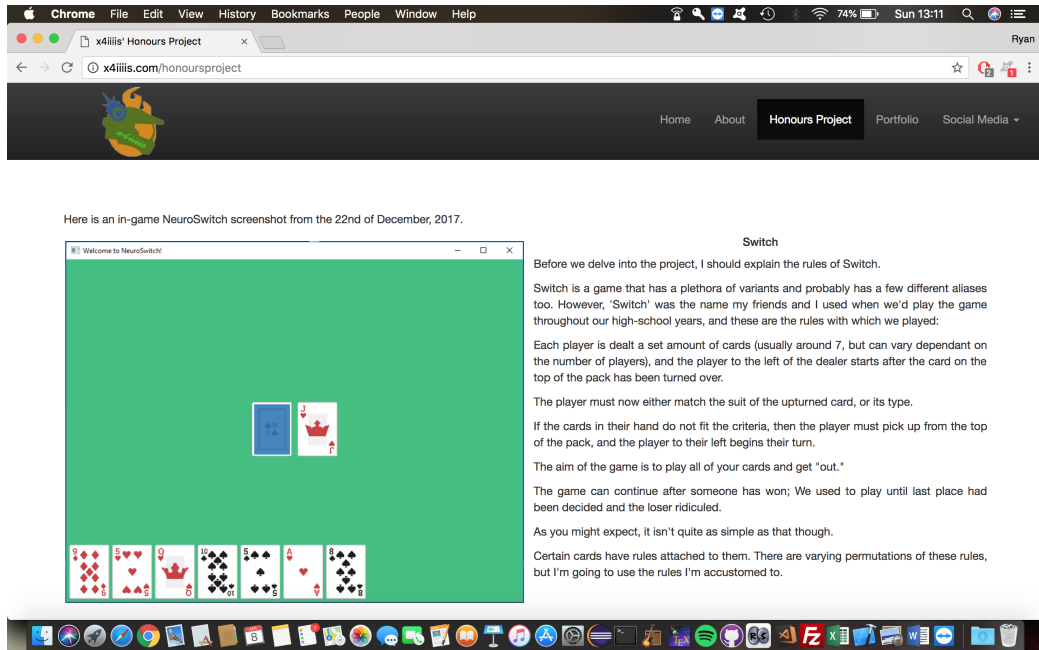 Chrome File Edit View History Bookmarks People Window Help 74% Sun 13:11
x4iiiis' Honours Project Ryan
x4iiiis.com/honoursproject
2 1
x4iiiis
Home About Honours Project Portfolio Social Media
Here is an in-game NeuroSwitch screenshot from the 22nd of December, 2017.
Welcome to NeuroSwitch!
J
J
9 5 Q 10 5 A 8
9 5 Q 10 5 A 8
Switch
Before we delve into the project, I should explain the rules of Switch.
Switch is a game that has a plethora of variants and probably has a few different aliases
too. However, 'Switch' was the name my friends and I used when we'd play the game
throughout our high-school years, and these are the rules with which we played:
Each player is dealt a set amount of cards (usually around 7, but can vary dependant on
the number of players), and the player to the left of the dealer starts after the card on the
top of the pack has been turned over.
The player must now either match the suit of the upturned card, or its type.
If the cards in their hand do not fit the criteria, then the player must pick up from the top
of the pack, and the player to their left begins their turn.
The aim of the game is to play all of your cards and get "out."
The game can continue after someone has won; We used to play until last place had
been decided and the loser ridiculed.
As you might expect, it isn't quite as simple as that though.
Certain cards have rules attached to them. There are varying permutations of these rules,
but I'm going to use the rules I'm accustomed to.